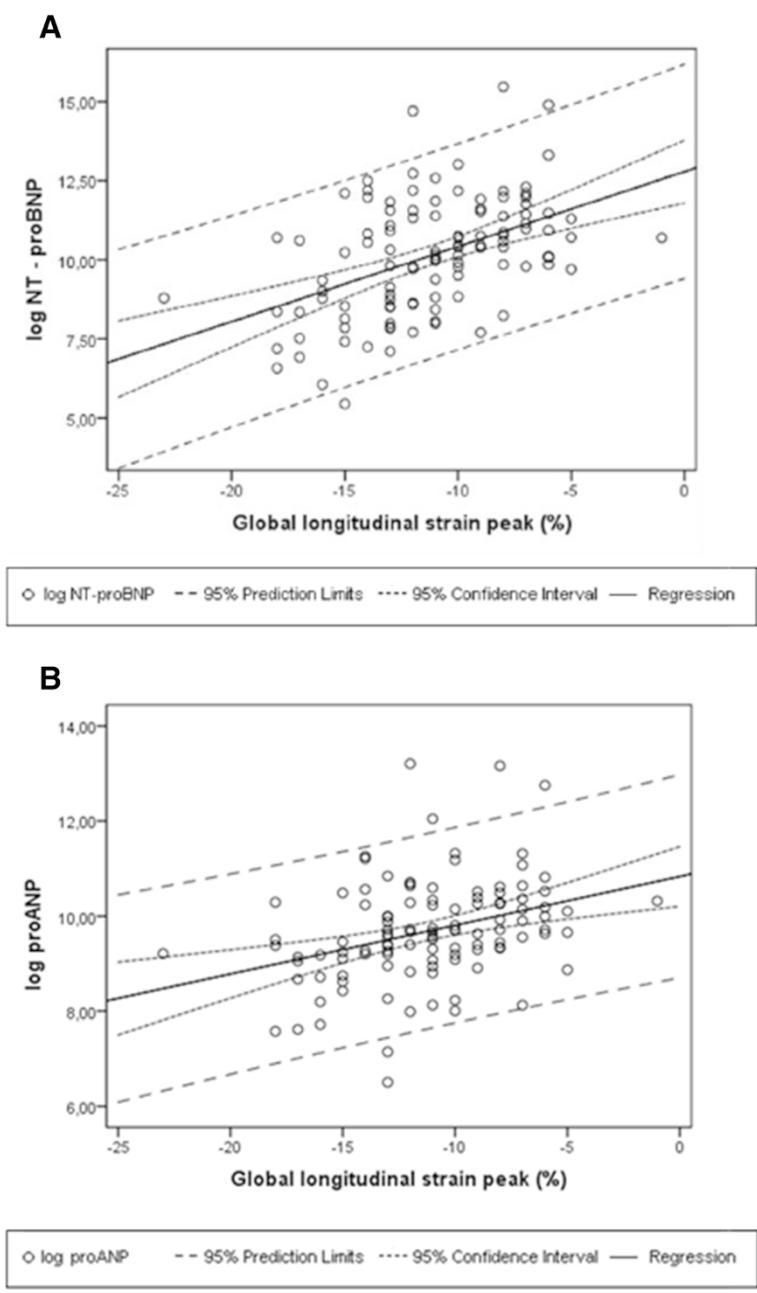 A
15,00
12,50
10,00
7,50
5,00
log NT - proBNP
-25 -20 -15 -10 -5 0
Global longitudinal strain peak (%)
log NT-proBNP 95% Prediction Limits 95% Confidence Interval Regression
B
14,00
12,00
10,00
8,00
6,00
log proANP
-25 -20 -15 -10 -5 0
Global longitudinal strain peak (%)
log proANP 95% Prediction Limits 95% Confidence Interval Regression